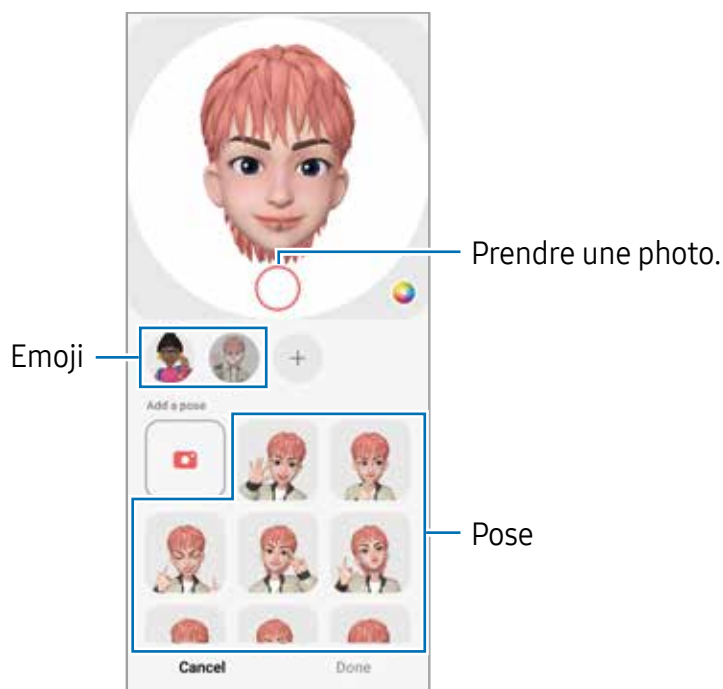 Prendre une photo.
Emoji
+
Add a pose
Pose
Cancel
Done